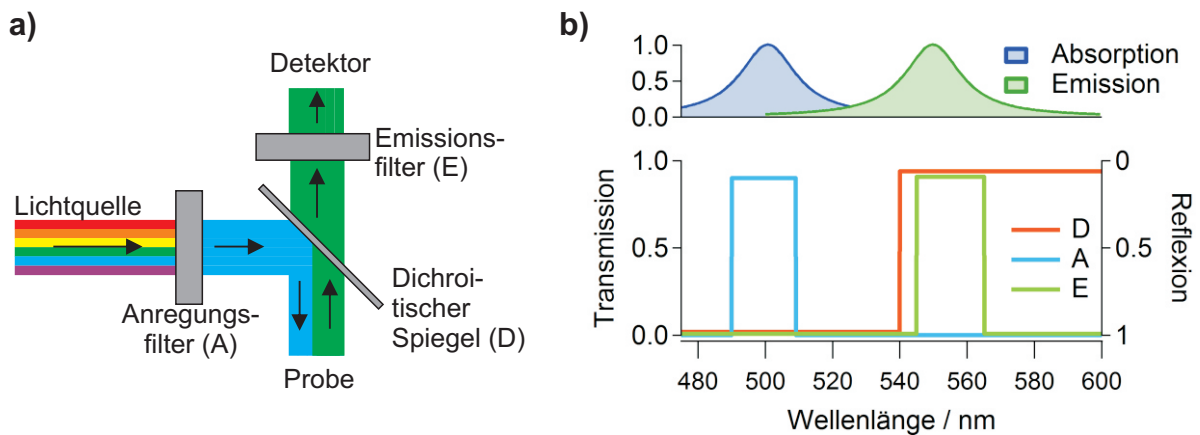 a)
Detektor
Emissions-
filter (E)
Lichtquelle
Anregungs-
filter (A)
Dichroi-
tischer
Spiegel (D)
Probe
b)
1.0
0.5
0.0
Absorption
Emission
Transmission
1.0
0.5
0.0
D
A
E
0
0.5
1
Reflexion
480 500 520 540 560 580 600
Wellenlänge / nm